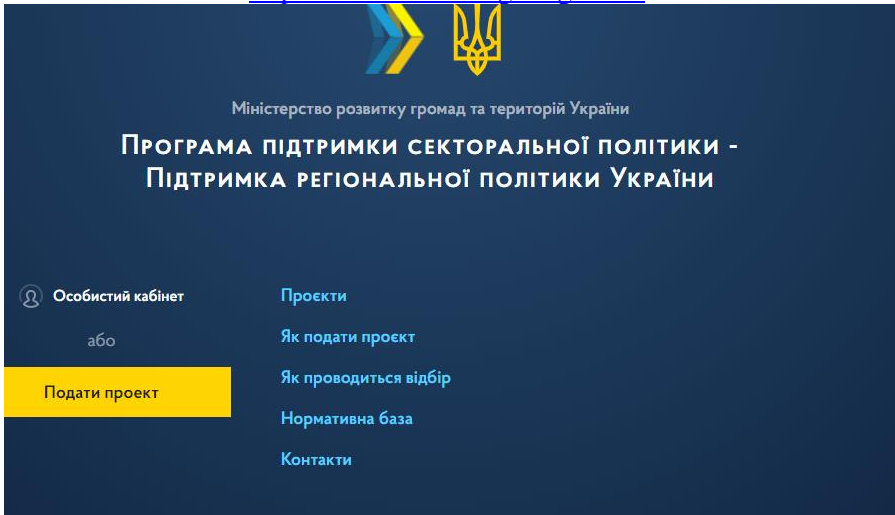 Міністерство розвитку громад та територій України
Програма підтримки секторальної політики -
Підтримка регіональної політики України
Особистий кабінет
або
Подати проект
Проєкти
Як подати проєкт
Як проводиться відбір
Нормативна база
Контакти